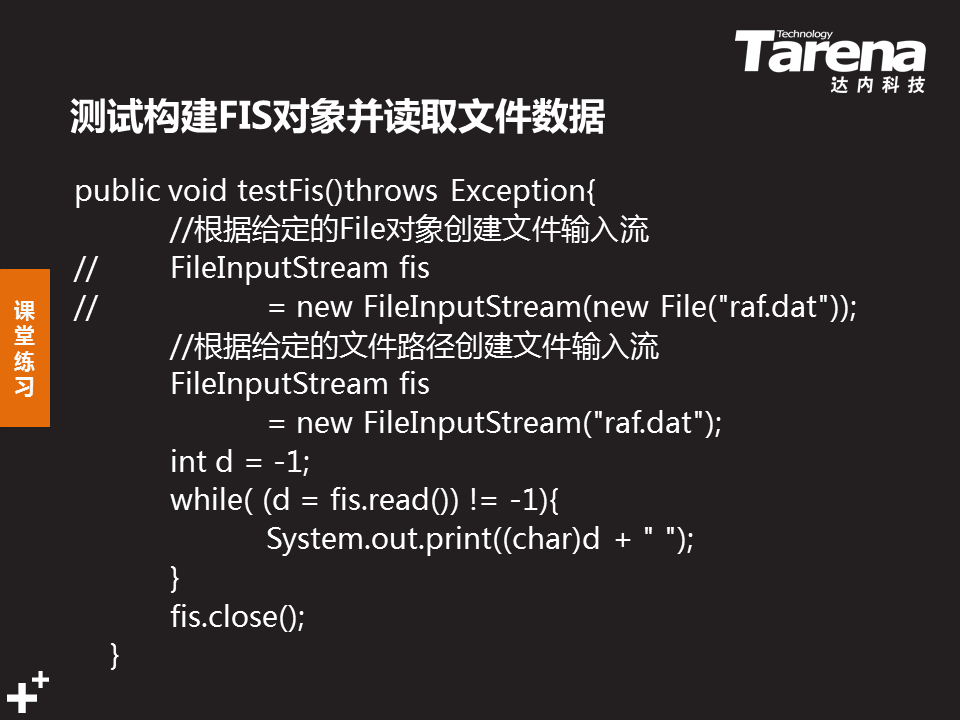 Technology
Tarena
达内科技
测试构建FIS对象并读取文件数据
public void testFis()throws Exception{
//根据给定的File对象创建文件输入流
// FileInputStream fis
// = new FileInputStream(new File("raf.dat"));
//根据给定的文件路径创建文件输入流
FileInputStream fis
= new FileInputStream("raf.dat");
int d = -1;
while( (d = fis.read()) != -1){
System.out.print((char)d + " ");
}
fis.close();
}
课堂练习